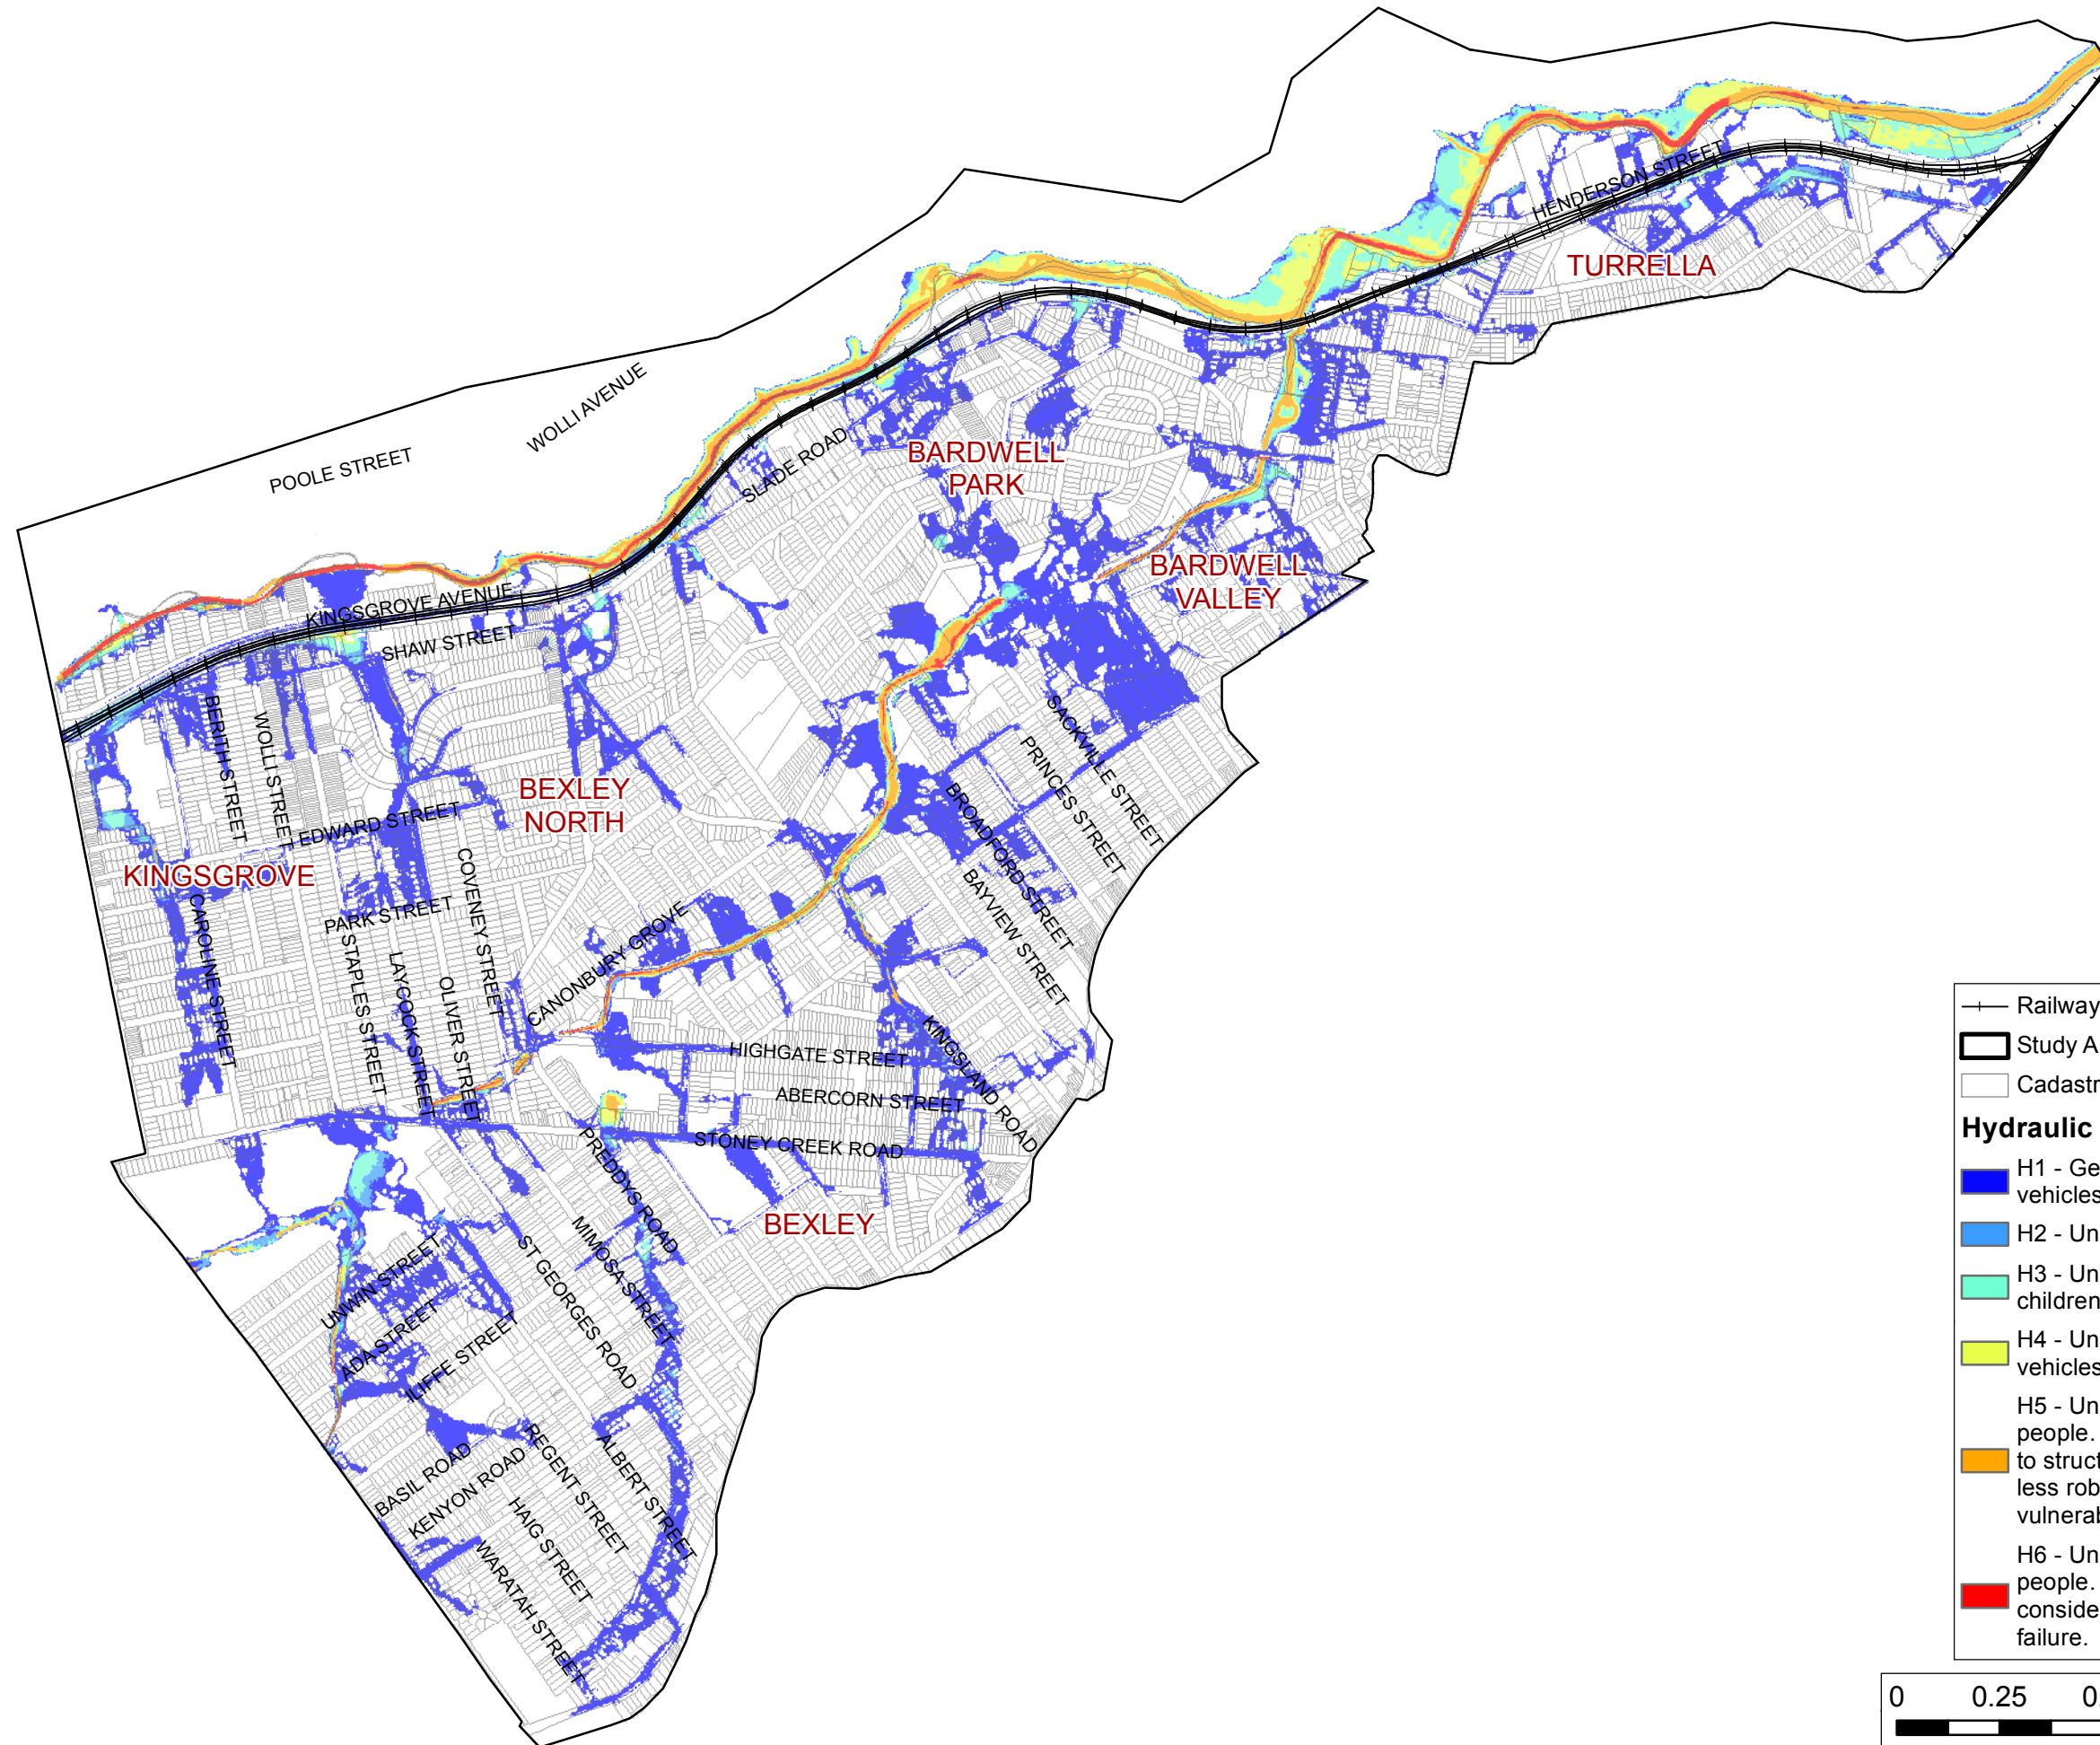 POOLE STREET
WOLLI AVENUE
HENDERSON STREET
TURRELLA
SLADE ROAD
BARDWELL
PARK
BARDWELL
VALLEY
KINGSGROVE AVENUE
SHAW STREET
BERITH STREET
WOLLI STREET
EDWARD STREET
BEXLEY
NORTH
SACKVILLE STREET
PRINCES STREET
BROADFORD STREET
BAYVIEW STREET
KINGSGROVE
CAROLINE STREET
PARK STREET
COVENEY STREET
STAPLES STREET
LAYCOCK STREET
OLIVER STREET
CANONBURY GROVE
HIGHGATE STREET
KINGSLAND ROAD
ABERCORN STREET
STONEY CREEK ROAD
PREDDYS ROAD
BEXLEY
MIMOSA STREET
ST GEORGES ROAD
UNWIN STREET
ADA STREET
ILIFFE STREET
BASIL ROAD
KENYON ROAD
REGENT STREET
ALBERT STREET
HAIG STREET
WARATAH STREET
Railway
Study A
Cadastr
Hydraulic
H1 - Ge
vehicles
H2 - Un
H3 - Un
children
H4 - Un
vehicles
H5 - Un
people.
to struct
less rob
vulnerab
H6 - Un
people.
conside
failure.
0 0.25 0